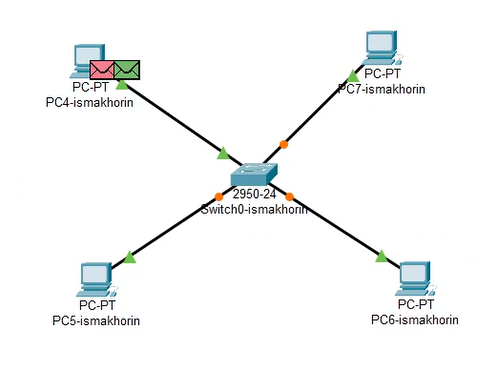 PC-PT
PC4-ismakhorin
PC-PT
PC7-ismakhorin
2950-24
Switch0-ismakhorin
PC-PT
PC5-ismakhorin
PC-PT
PC6-ismakhorin